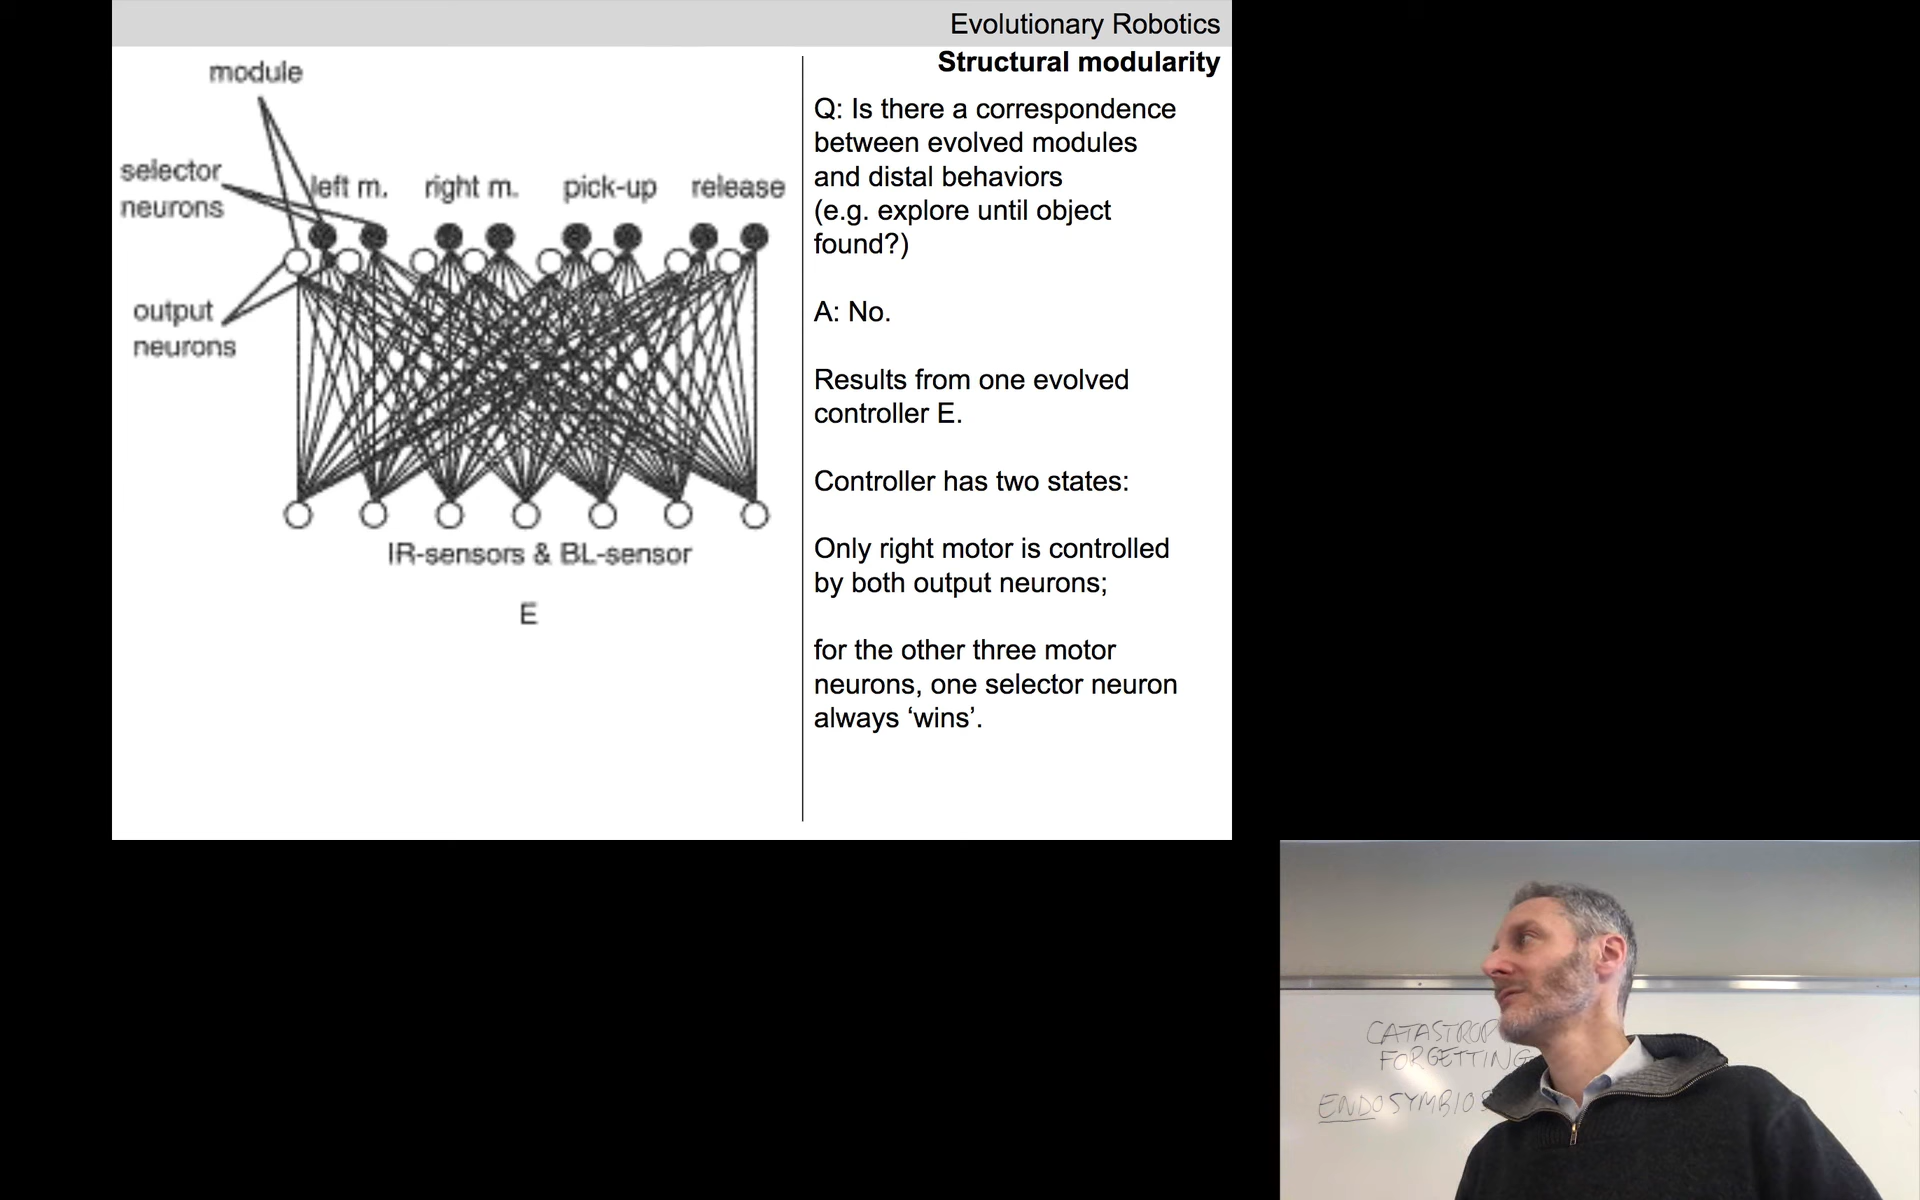 Evolutionary Robotics
Structural modularity
module
selector
neurons
left m. right m. pick-up release
output
neurons
IR-sensors & BL-sensor
E
Q: Is there a correspondence
between evolved modules
and distal behaviors
(e.g. explore until object
found?)
A: No.
Results from one evolved
controller E.
Controller has two states:
Only right motor is controlled
by both output neurons;
for the other three motor
neurons, one selector neuron
always ‘wins’.
CATASTROP
FORGETTING
ENDOSYMBIOS